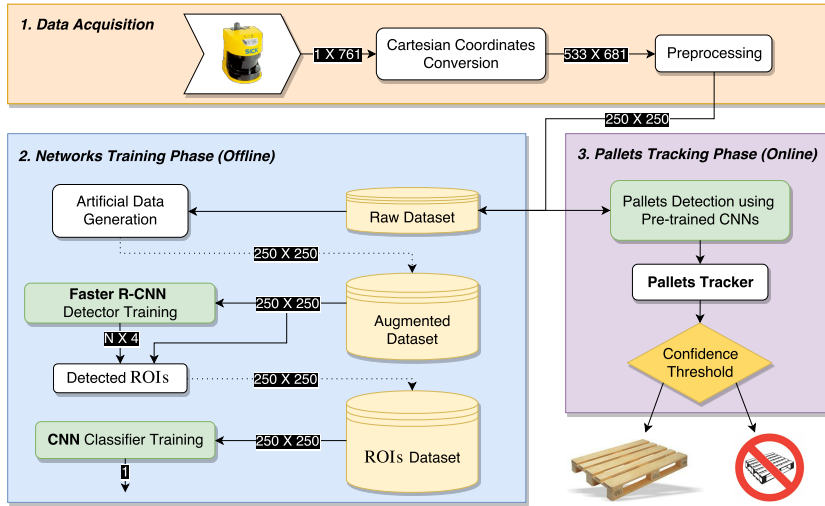 1. Data Acquisition
SICK
1 X 761
Cartesian Coordinates
Conversion
533 X 681
Preprocessing
250 X 250
2. Networks Training Phase (Offline)
Artificial Data
Generation
Raw Dataset
250 X 250
Faster R-CNN
Detector Training
250 X 250
Augmented
Dataset
N X 4
Detected ROIs
250 X 250
CNN Classifier Training
250 X 250
ROIs Dataset
1
3. Pallets Tracking Phase (Online)
Pallets Detection using
Pre-trained CNNs
Pallets Tracker
Confidence
Threshold